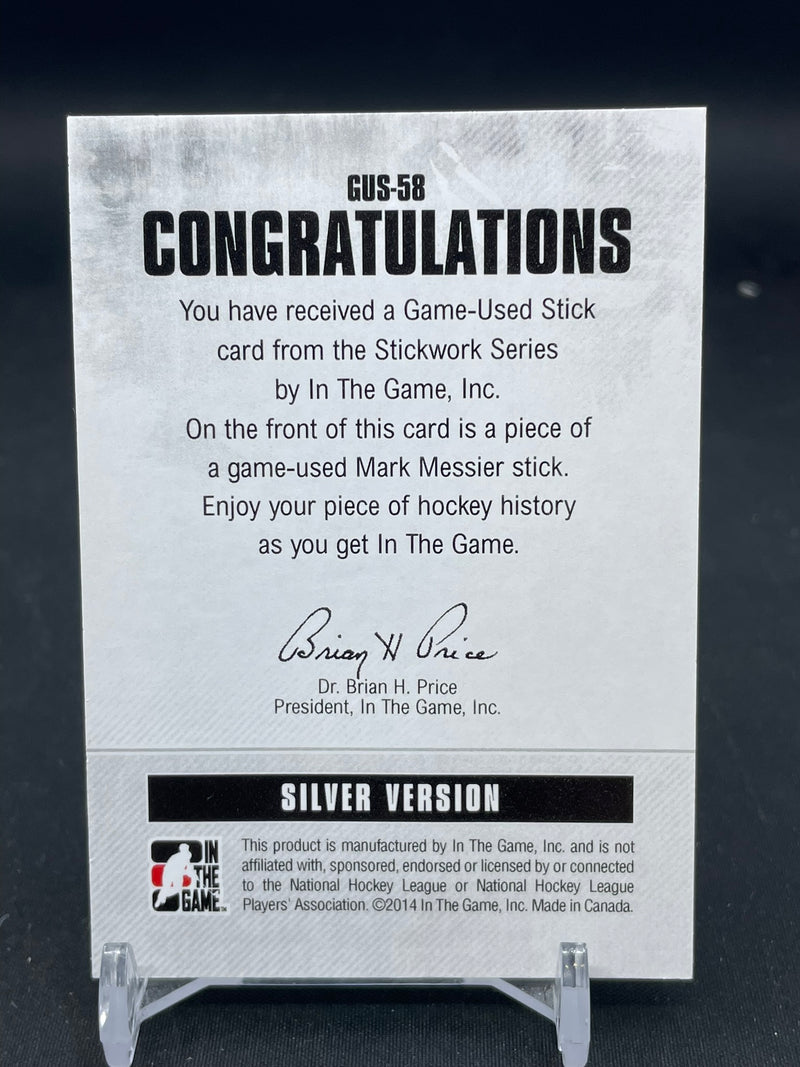 GUS-58
CONGRATULATIONS
You have received a Game-Used Stick
card from the Stickwork Series
by In The Game, Inc.
On the front of this card is a piece of
a game-used Mark Messier stick.
Enjoy your piece of hockey history
as you get In The Game.
Brian H Price
Dr. Brian H. Price
President, In The Game, Inc.
SILVER VERSION
IN
THE
GAME™
This product is manufactured by In The Game, Inc. and is not
affiliated with, sponsored, endorsed or licensed by or connected
to the National Hockey League or National Hockey League
Players' Association. ©2014 In The Game, Inc. Made in Canada.